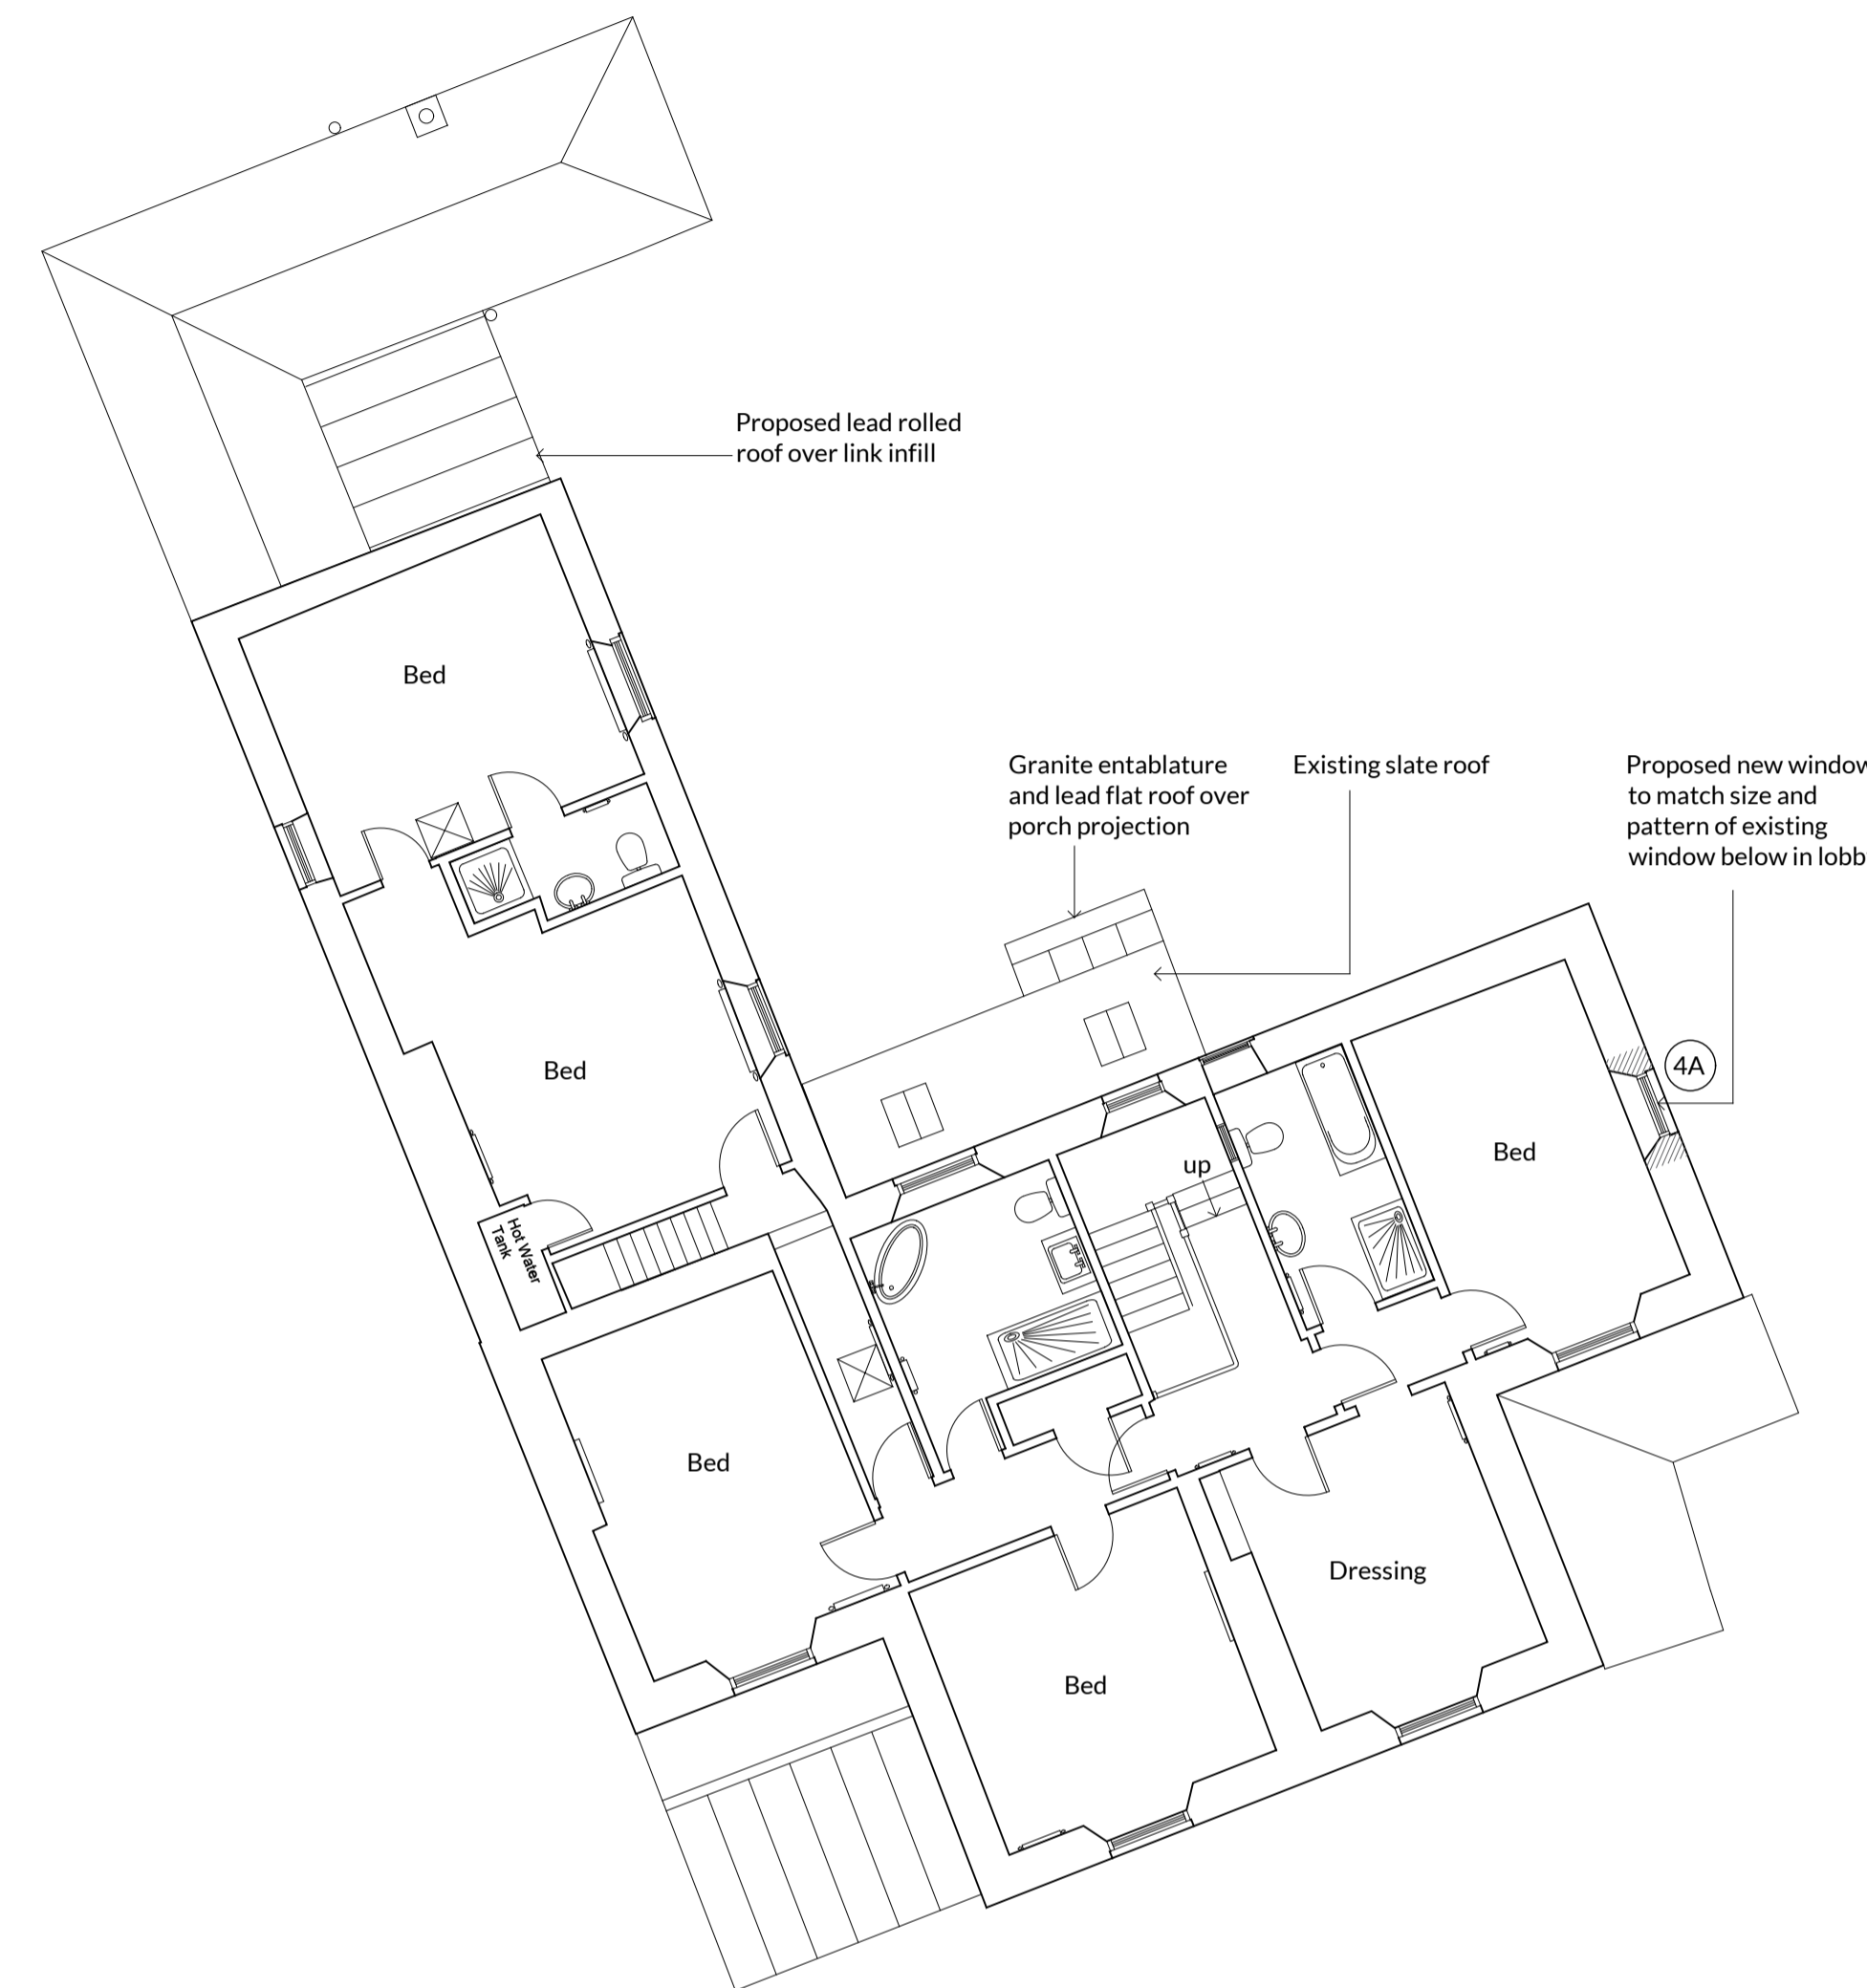 Proposed lead rolled
roof over link infill
Bed
Granite entablature
and lead flat roof over
porch projection
Existing slate roof
Proposed new window
to match size and
pattern of existing
window below in
4A
Bed
Bed
up
Hot Water
Tank
Bed
Dressing
Bed